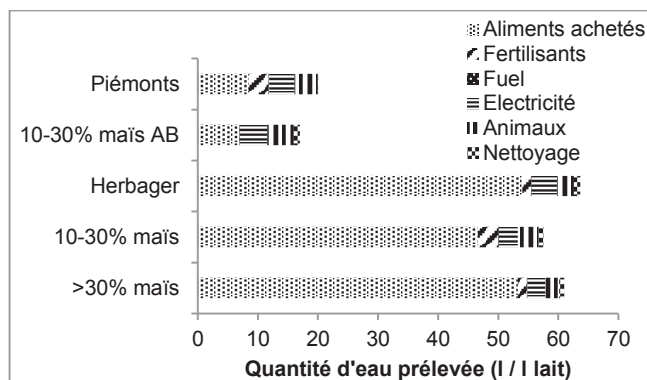 Aliments achetés
Fertilisants
Fuel
Electricité
Animaux
Nettoyage
Piémonts
10-30% maïs AB
Herbager
10-30% maïs
>30% maïs
0 10 20 30 40 50 60 70
Quantité d'eau prélevée (l / l lait)